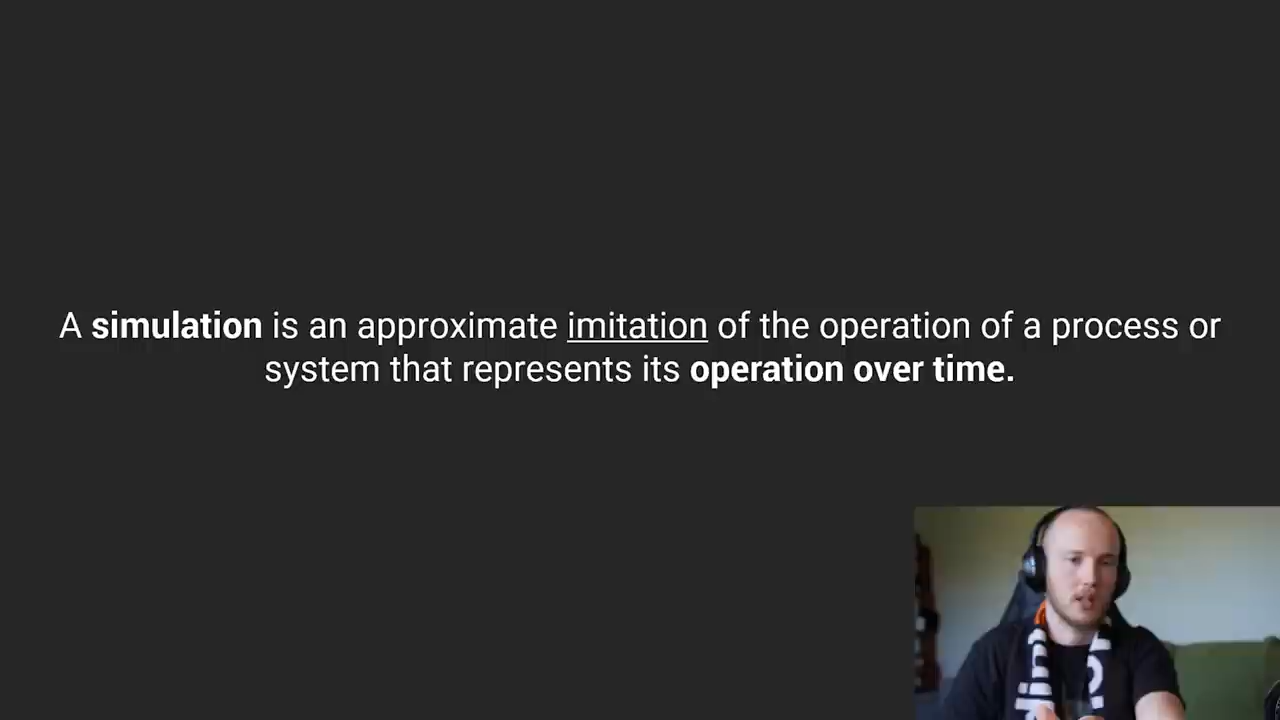 A simulation is an approximate imitation of the operation of a process or
system that represents its operation over time.